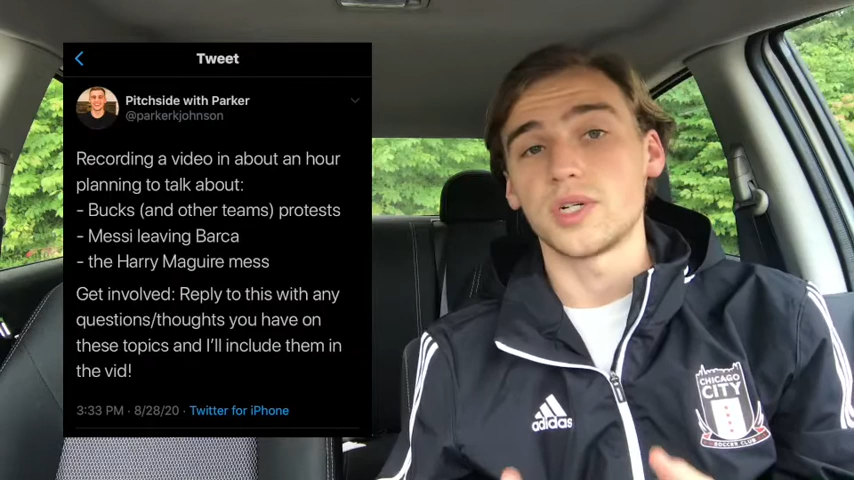 Tweet
Pitchside with Parker
@parkerkjohnson
Recording a video in about an hour
planning to talk about:
- Bucks (and other teams) protests
- Messi leaving Barca
- the Harry Maguire mess
Get involved: Reply to this with any
questions/thoughts you have on
these topics and I'll include them in
the vid!
3:33 PM · 8/28/20 · Twitter for iPhone
adidas
CHICAGO
CITY
SOCCER CLUB